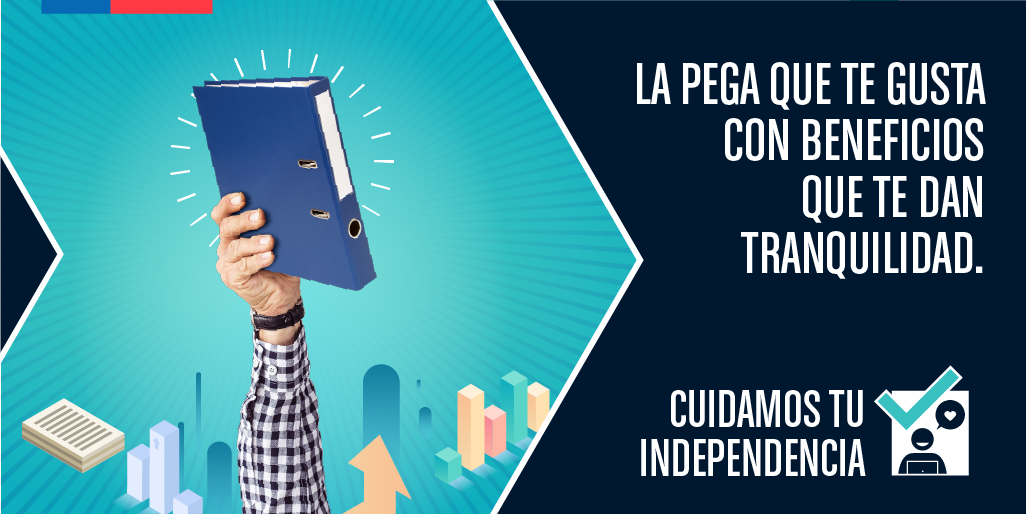 LA PEGA QUE TE GUSTA
CON BENEFICIOS
QUE TE DAN
TRANQUILIDAD.
CUIDAMOS TU
INDEPENDENCIA